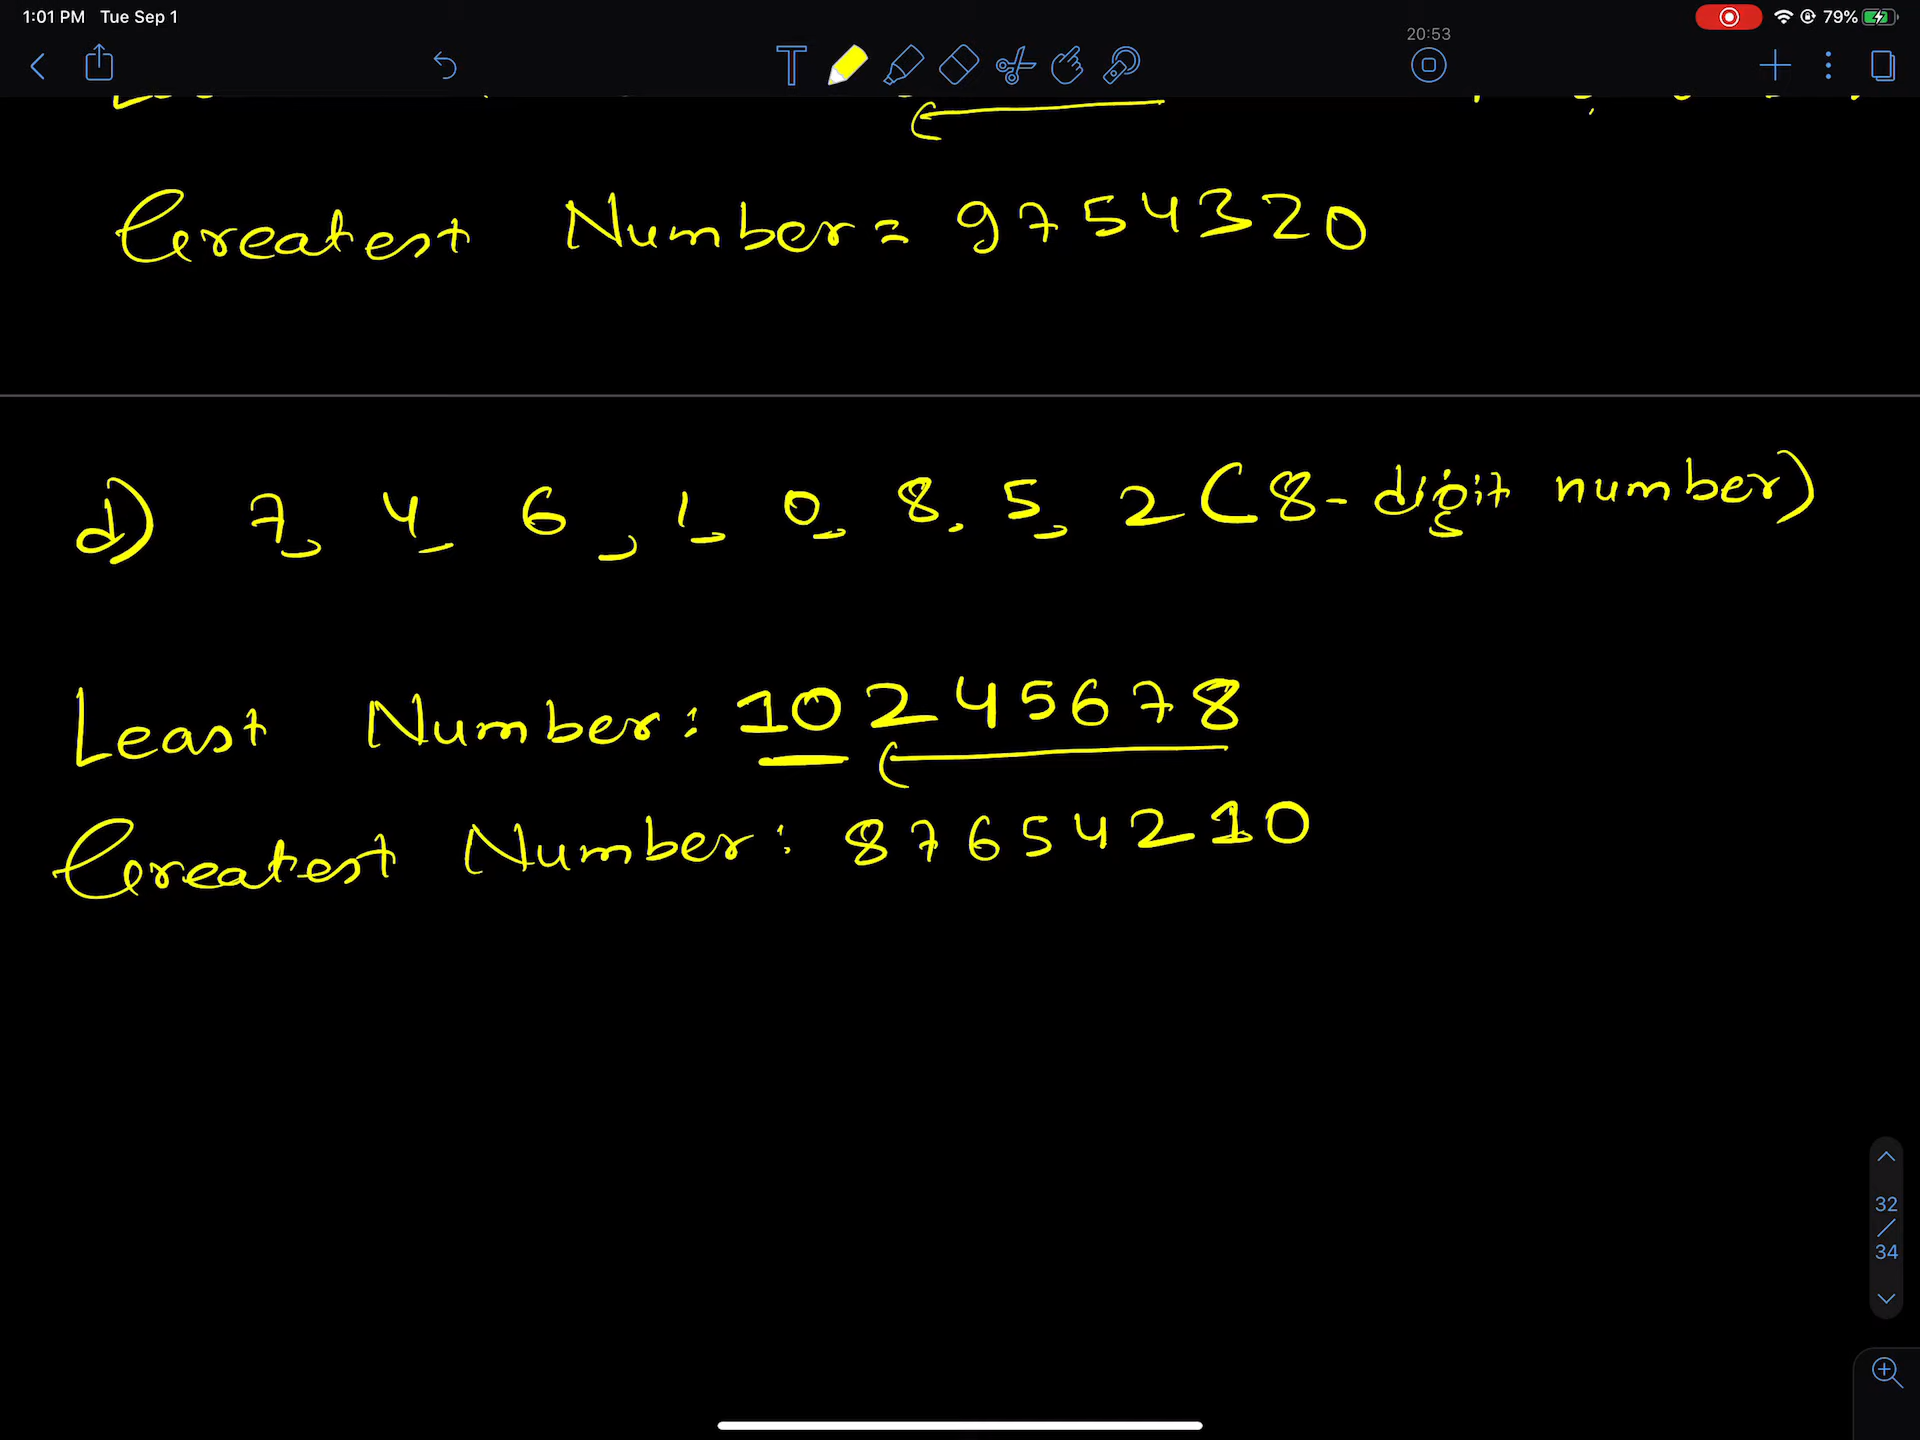 1:01 PM Tue Sep 1
79%
20:53
Greatest Number = 9754320
d) 7, 4, 6, 1, 0, 8, 5, 2 (8-digit number)
Least Number: 10245678
Greatest Number: 87654210
32
/
34